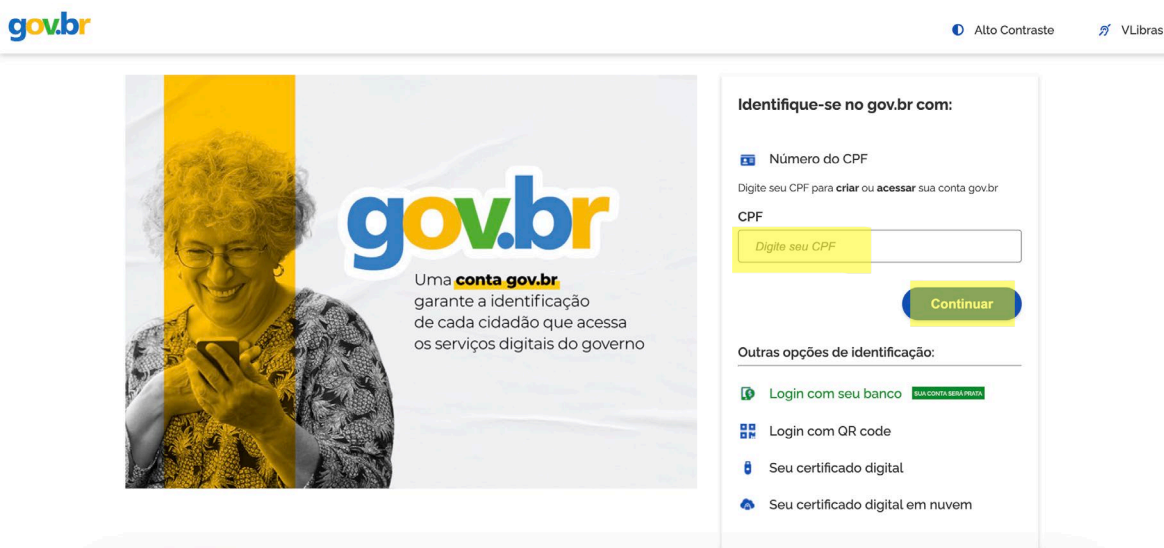 gov.br
Alto Contraste
VLibras
gov.br
Uma conta gov.br
garante a identificação
de cada cidadão que acessa
os serviços digitais do governo
Identifique-se no gov.br com:
Número do CPF
Digite seu CPF para criar ou acessar sua conta gov.br
CPF
Digite seu CPF
Continuar
Outras opções de identificação:
Login com seu banco SUA CONTA SERÁ PRATA
Login com QR code
Seu certificado digital
Seu certificado digital em nuvem